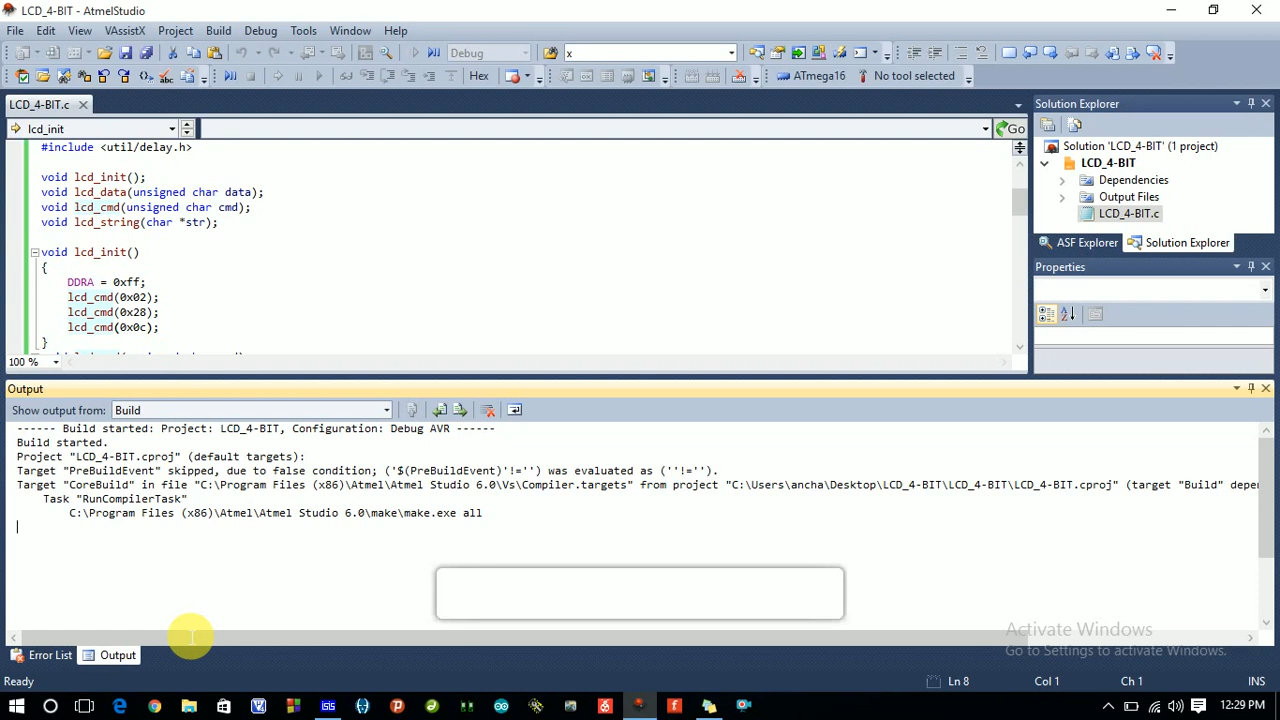 LCD_4-BIT - AtmelStudio
File Edit View VAssistX Project Build Debug Tools Window Help
Debug x
Hex ATmega16 No tool selected
LCD_4-BIT.c
lcd_init Go
#include <util/delay.h>
void lcd_init();
void lcd_data(unsigned char data);
void lcd_cmd(unsigned char cmd);
void lcd_string(char *str);
void lcd_init()
{
DDRA = 0xff;
lcd_cmd(0x02);
lcd_cmd(0x28);
lcd_cmd(0x0c);
}
100 %
Solution Explorer
Solution 'LCD_4-BIT' (1 project)
LCD_4-BIT
Dependencies
Output Files
LCD_4-BIT.c
ASF Explorer Solution Explorer
Properties
Output
Show output from: Build
------ Build started: Project: LCD_4-BIT, Configuration: Debug AVR ------
Build started.
Project "LCD_4-BIT.cproj" (default targets):
Target "PreBuildEvent" skipped, due to false condition; ('$(PreBuildEvent)'!='') was evaluated as (''!='').
Target "CoreBuild" in file "C:\Program Files (x86)\Atmel\Atmel Studio 6.0\Vs\Compiler.targets" from project "C:\Users\ancha\Desktop\LCD_4-BIT\LCD_4-BIT\LCD_4-BIT.cproj" (target "Build" depe
Task "RunCompilerTask"
C:\Program Files (x86)\Atmel\Atmel Studio 6.0\make\make.exe all
Activate Windows
Go to Settings to activate Windows.
Error List Output
Ready Ln 8 Col 1 Ch 1 INS
12:29 PM